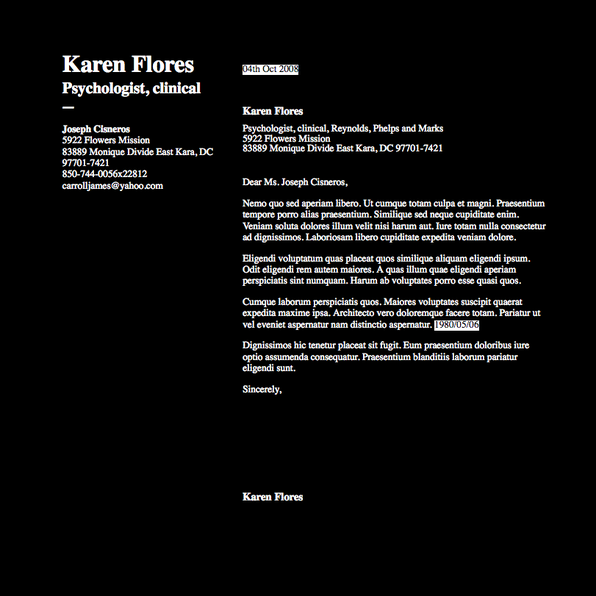 Karen Flores
Psychologist, clinical
—
Joseph Cisneros
5922 Flowers Mission
83889 Monique Divide East Kara, DC
97701-7421
850-744-0056x22812
carrolljames@yahoo.com
04th Oct 2008
Karen Flores
Psychologist, clinical, Reynolds, Phelps and Marks
5922 Flowers Mission
83889 Monique Divide East Kara, DC 97701-7421
Dear Ms. Joseph Cisneros,
Nemo quo sed aperiam libero. Ut cumque totam culpa et magni. Praesentium
tempore porro alias praesentium. Similique sed neque cupiditate enim.
Veniam soluta dolores illum velit nisi harum aut. Iure totam nulla consectetur
ad dignissimos. Laboriosam libero cupiditate expedita veniam dolore.
Eligendi voluptatum quas placeat quos similique aliquam eligendi ipsum.
Odit eligendi rem autem maiores. A quas illum quae eligendi aperiam
perspiciatis sint numquam. Harum ab voluptates porro esse quasi quos.
Cumque laborum perspiciatis quos. Maiores voluptates suscipit quaerat
expedita maxime ipsa. Architecto vero doloremque facere totam. Pariatur ut
vel eveniet aspernatur nam distinctio aspernatur. 1980/05/06
Dignissimos hic tenetur placeat sit fugit. Eum praesentium doloribus iure
optio assumenda consequatur. Praesentium blanditiis laborum pariatur
eligendi sunt.
Sincerely,
Karen Flores